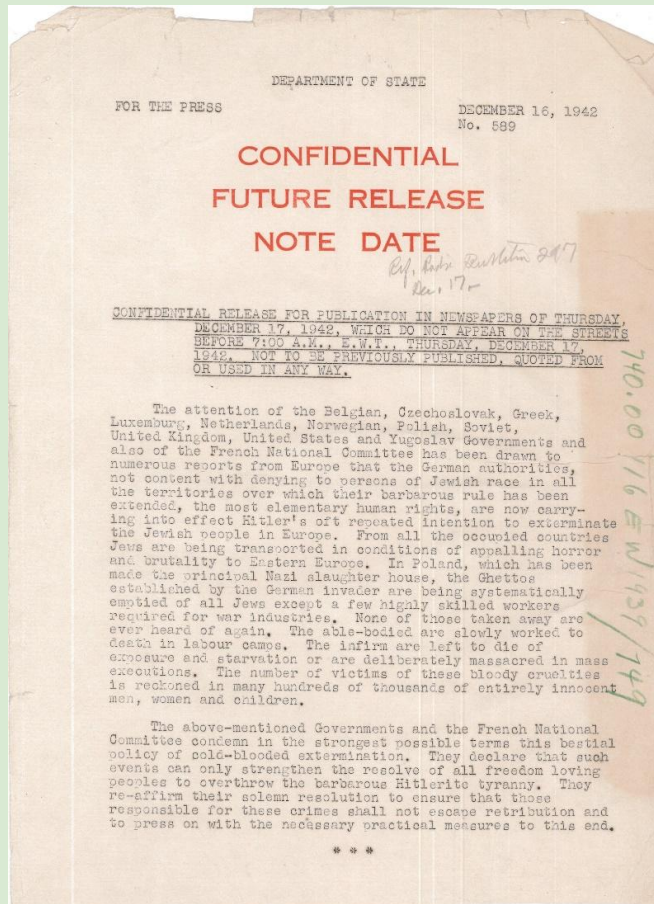 DEPARTMENT OF STATE
FOR THE PRESS
DECEMBER 16, 1942
No. 589
CONFIDENTIAL
FUTURE RELEASE
NOTE DATE
Ref. Radio Bulletin 297
Dec. 17-
CONFIDENTIAL RELEASE FOR PUBLICATION IN NEWSPAPERS OF THURSDAY,
DECEMBER 17, 1942, WHICH DO NOT APPEAR ON THE STREETS
BEFORE 7:00 A.M., E.W.T., THURSDAY, DECEMBER 17,
1942. NOT TO BE PREVIOUSLY PUBLISHED, QUOTED FROM
OR USED IN ANY WAY.
The attention of the Belgian, Czechoslovak, Greek,
Luxemburg, Netherlands, Norwegian, Polish, Soviet,
United Kingdom, United States and Yugoslav Governments and
also of the French National Committee has been drawn to
numerous reports from Europe that the German authorities,
not content with denying to persons of Jewish race in all
the territories over which their barbarous rule has been
extended, the most elementary human rights, are now carry-
ing into effect Hitler's oft repeated intention to exterminate
the Jewish people in Europe. From all the occupied countries
Jews are being transported in conditions of appalling horror
and brutality to Eastern Europe. In Poland, which has been
made the principal Nazi slaughter house, the Ghettos
established by the German invader are being systematically
emptied of all Jews except a few highly skilled workers
required for war industries. None of those taken away are
ever heard of again. The able-bodied are slowly worked to
death in labour camps. The infirm are left to die of
exposure and starvation or are deliberately massacred in mass
executions. The number of victims of these bloody cruelties
is reckoned in many hundreds of thousands of entirely innocent
men, women and children.
The above-mentioned Governments and the French National
Committee condemn in the strongest possible terms this bestial
policy of cold-blooded extermination. They declare that such
events can only strengthen the resolve of all freedom loving
peoples to overthrow the barbarous Hitlerite tyranny. They
re-affirm their solemn resolution to ensure that those
responsible for these crimes shall not escape retribution and
to press on with the necessary practical measures to this end.
* * *
740.00116 EW 1939/749